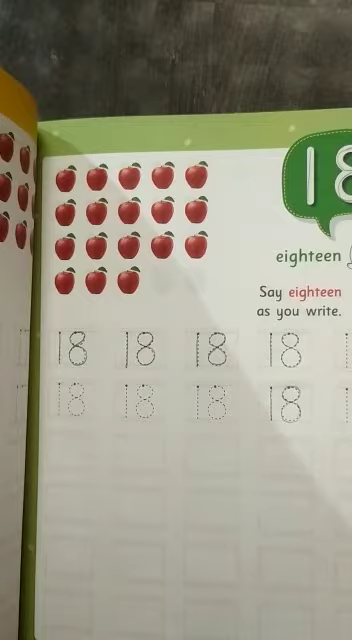 18
eighteen
Say eighteen
as you write.
18 18 18 18
18 18 18 18